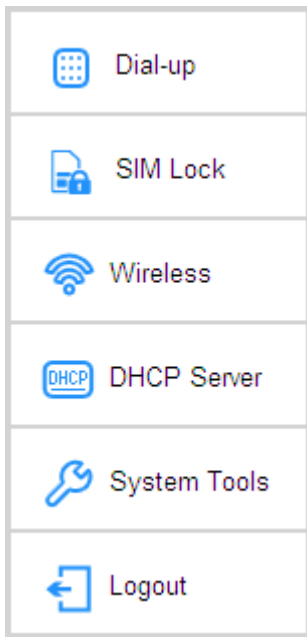 Dial-up
SIM Lock
Wireless
DHCP DHCP Server
System Tools
Logout